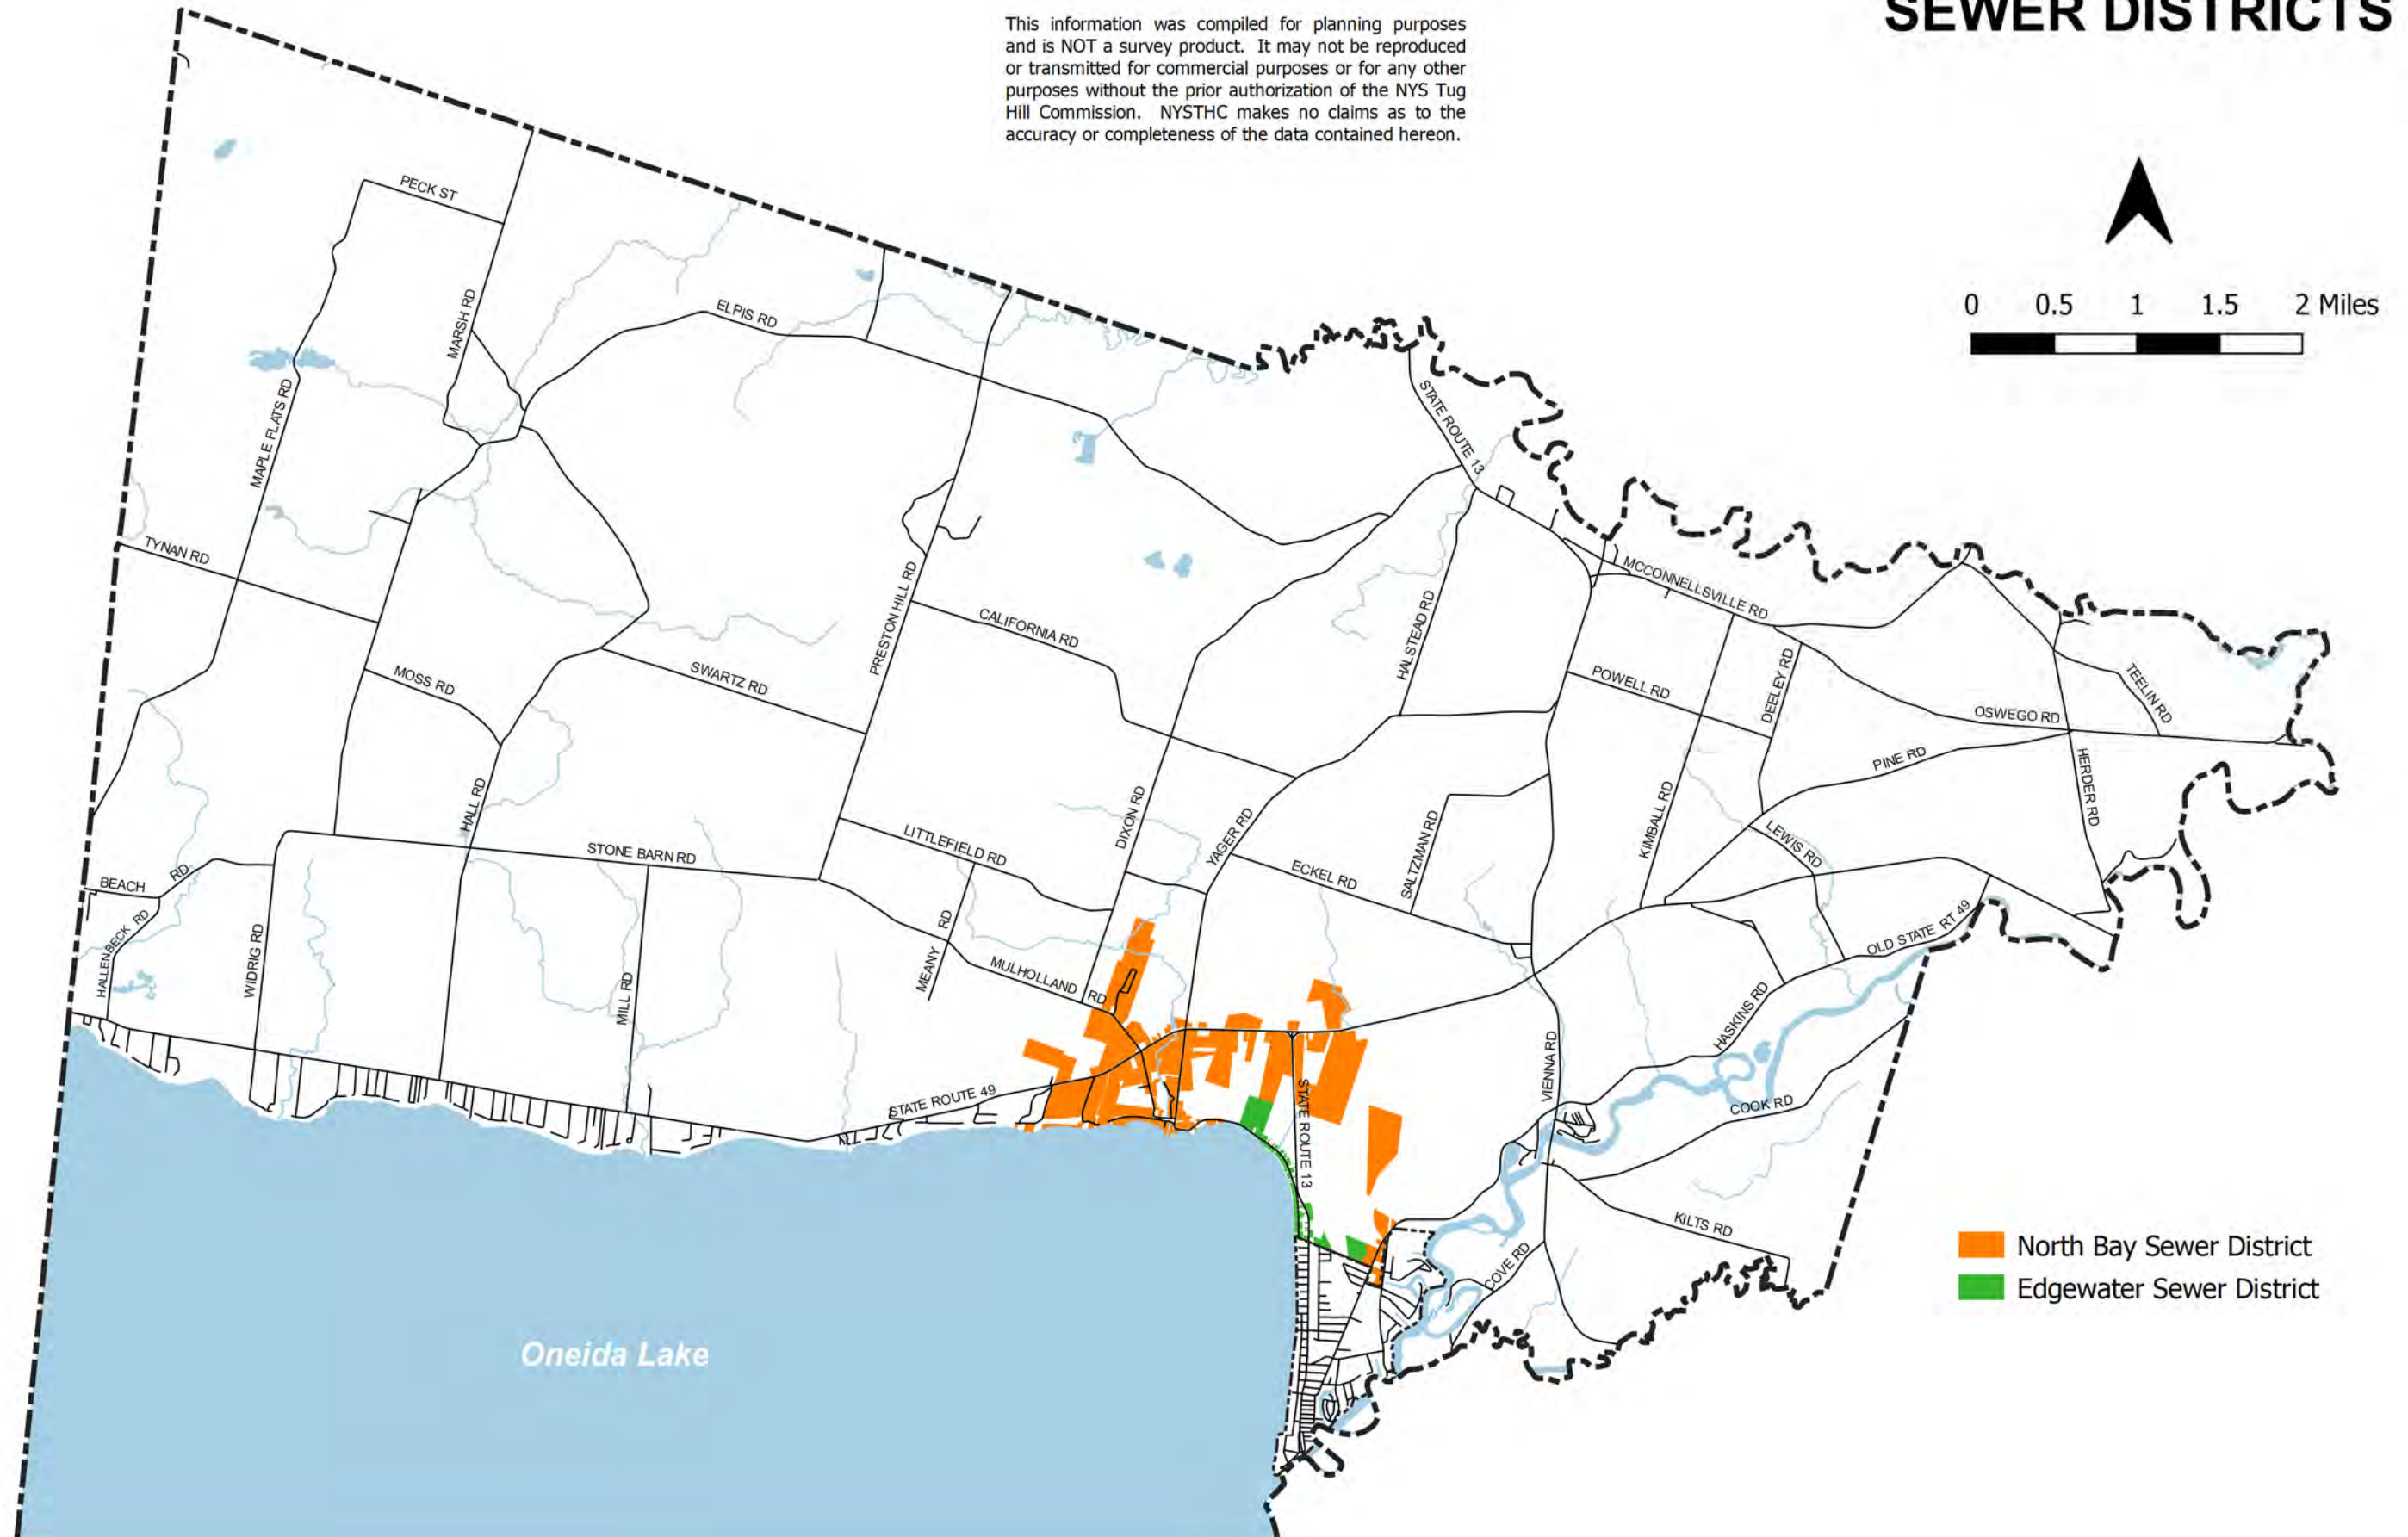 SEWER DISTRICTS
This information was compiled for planning purposes
and is NOT a survey product. It may not be reproduced
or transmitted for commercial purposes or for any other
purposes without the prior authorization of the NYS Tug
Hill Commission. NYSTHC makes no claims as to the
accuracy or completeness of the data contained hereon.
0 0.5 1 1.5 2 Miles
PECK ST
MARSH RD
ELPIS RD
MAPLE FLATS RD
STATE ROUTE 13
TYNAN RD
PRESTON HILL RD
CALIFORNIA RD
HALSTEAD RD
MCCONNELLSVILLE RD
MOSS RD
SWARTZ RD
POWELL RD
DEELEY RD
TEELIN RD
OSWEGO RD
PINE RD
HERDER RD
HALL RD
DIXON RD
YAGER RD
SALTZMAN RD
KIMBALL RD
LEWIS RD
STONE BARN RD
LITTLEFIELD RD
ECKEL RD
BEACH RD
HALLENBECK RD
WIDRIG RD
MILL RD
MEANY RD
MULHOLLAND RD
OLD STATE RT 49
HASKINS RD
VIENNA RD
STATE ROUTE 49
STATE ROUTE 13
COOK RD
KILTS RD
COVE RD
North Bay Sewer District
Edgewater Sewer District
Oneida Lake